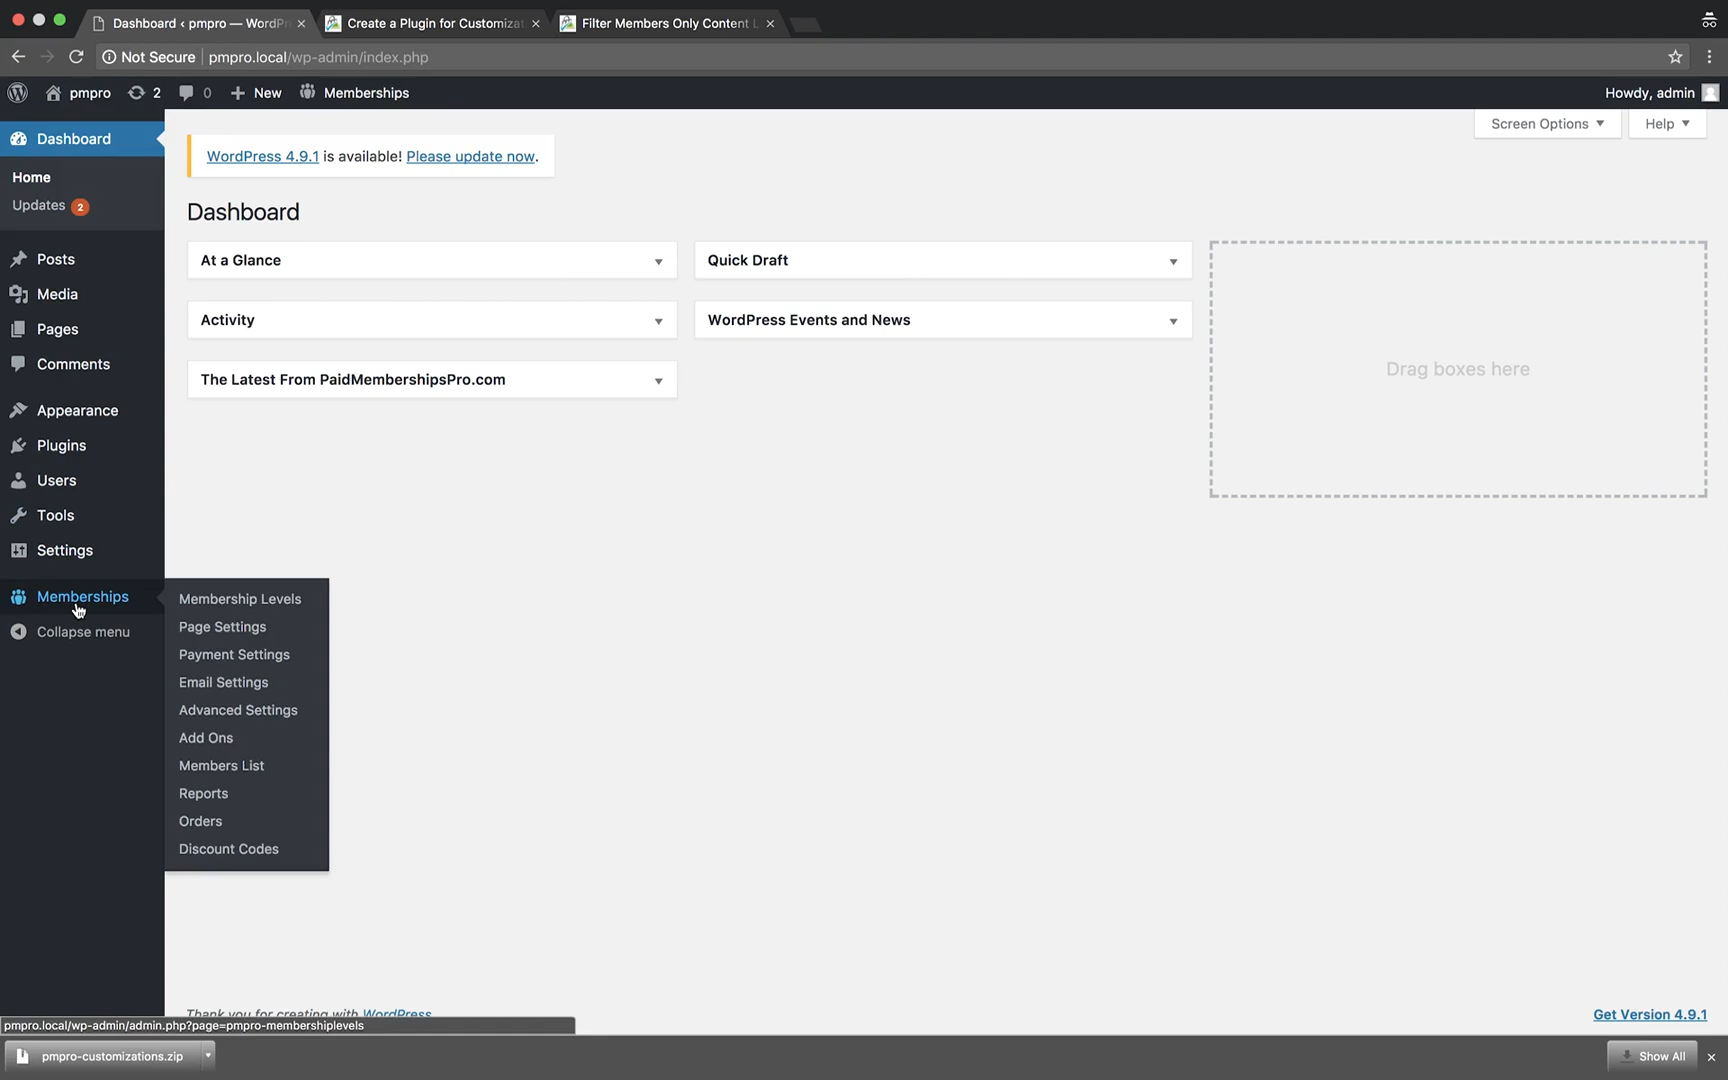 Dashboard ‹ pmpro — WordPr
Create a Plugin for Customizat
Filter Members Only Content L
Not Secure
pmpro.local/wp-admin/index.php
pmpro
2
0
New
Memberships
Howdy, admin
Dashboard
Home
Updates 2
Posts
Media
Pages
Comments
Appearance
Plugins
Users
Tools
Settings
Memberships
Collapse menu
Membership Levels
Page Settings
Payment Settings
Email Settings
Advanced Settings
Add Ons
Members List
Reports
Orders
Discount Codes
Screen Options
Help
WordPress 4.9.1 is available! Please update now.
Dashboard
At a Glance
Activity
The Latest From PaidMembershipsPro.com
Quick Draft
WordPress Events and News
Drag boxes here
Thank you for creating with WordPress
Get Version 4.9.1
pmpro.local/wp-admin/admin.php?page=pmpro-membershiplevels
pmpro-customizations.zip
Show All